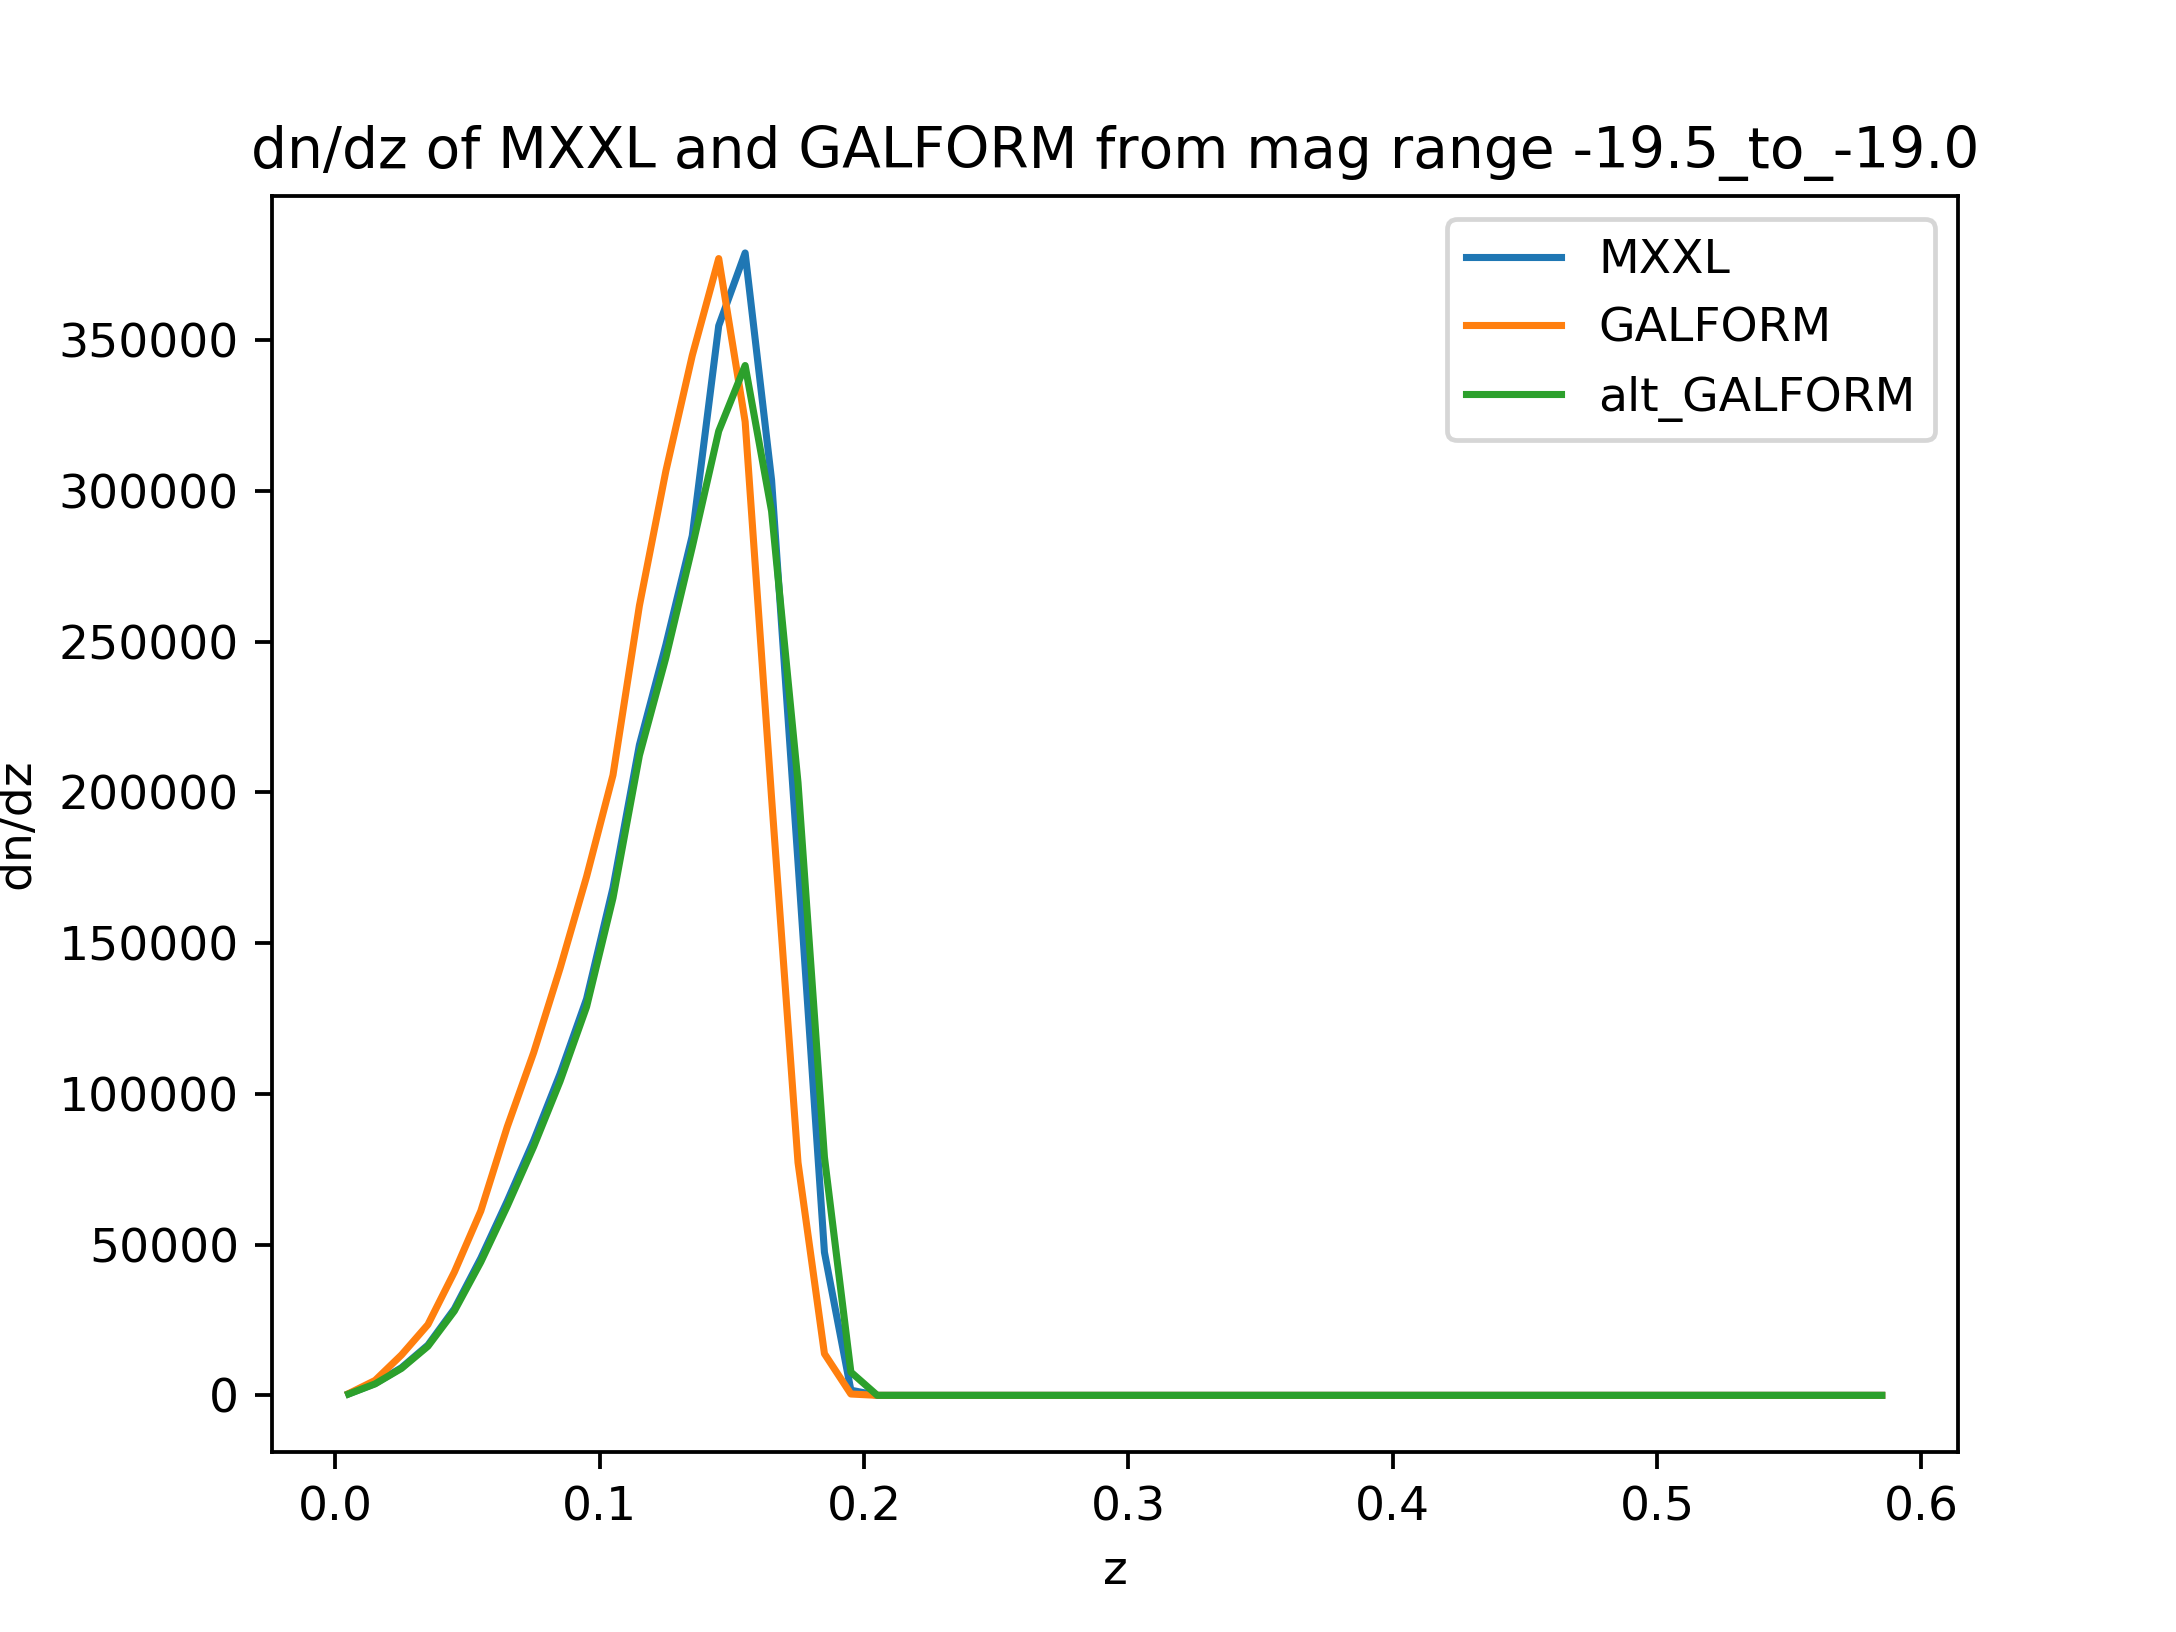 dn/dz of MXXL and GALFORM from mag range -19.5_to_-19.0
MXXL
GALFORM
alt_GALFORM
350000
300000
250000
200000
150000
100000
50000
0
dn/dz
0.0 0.1 0.2 0.3 0.4 0.5 0.6
z